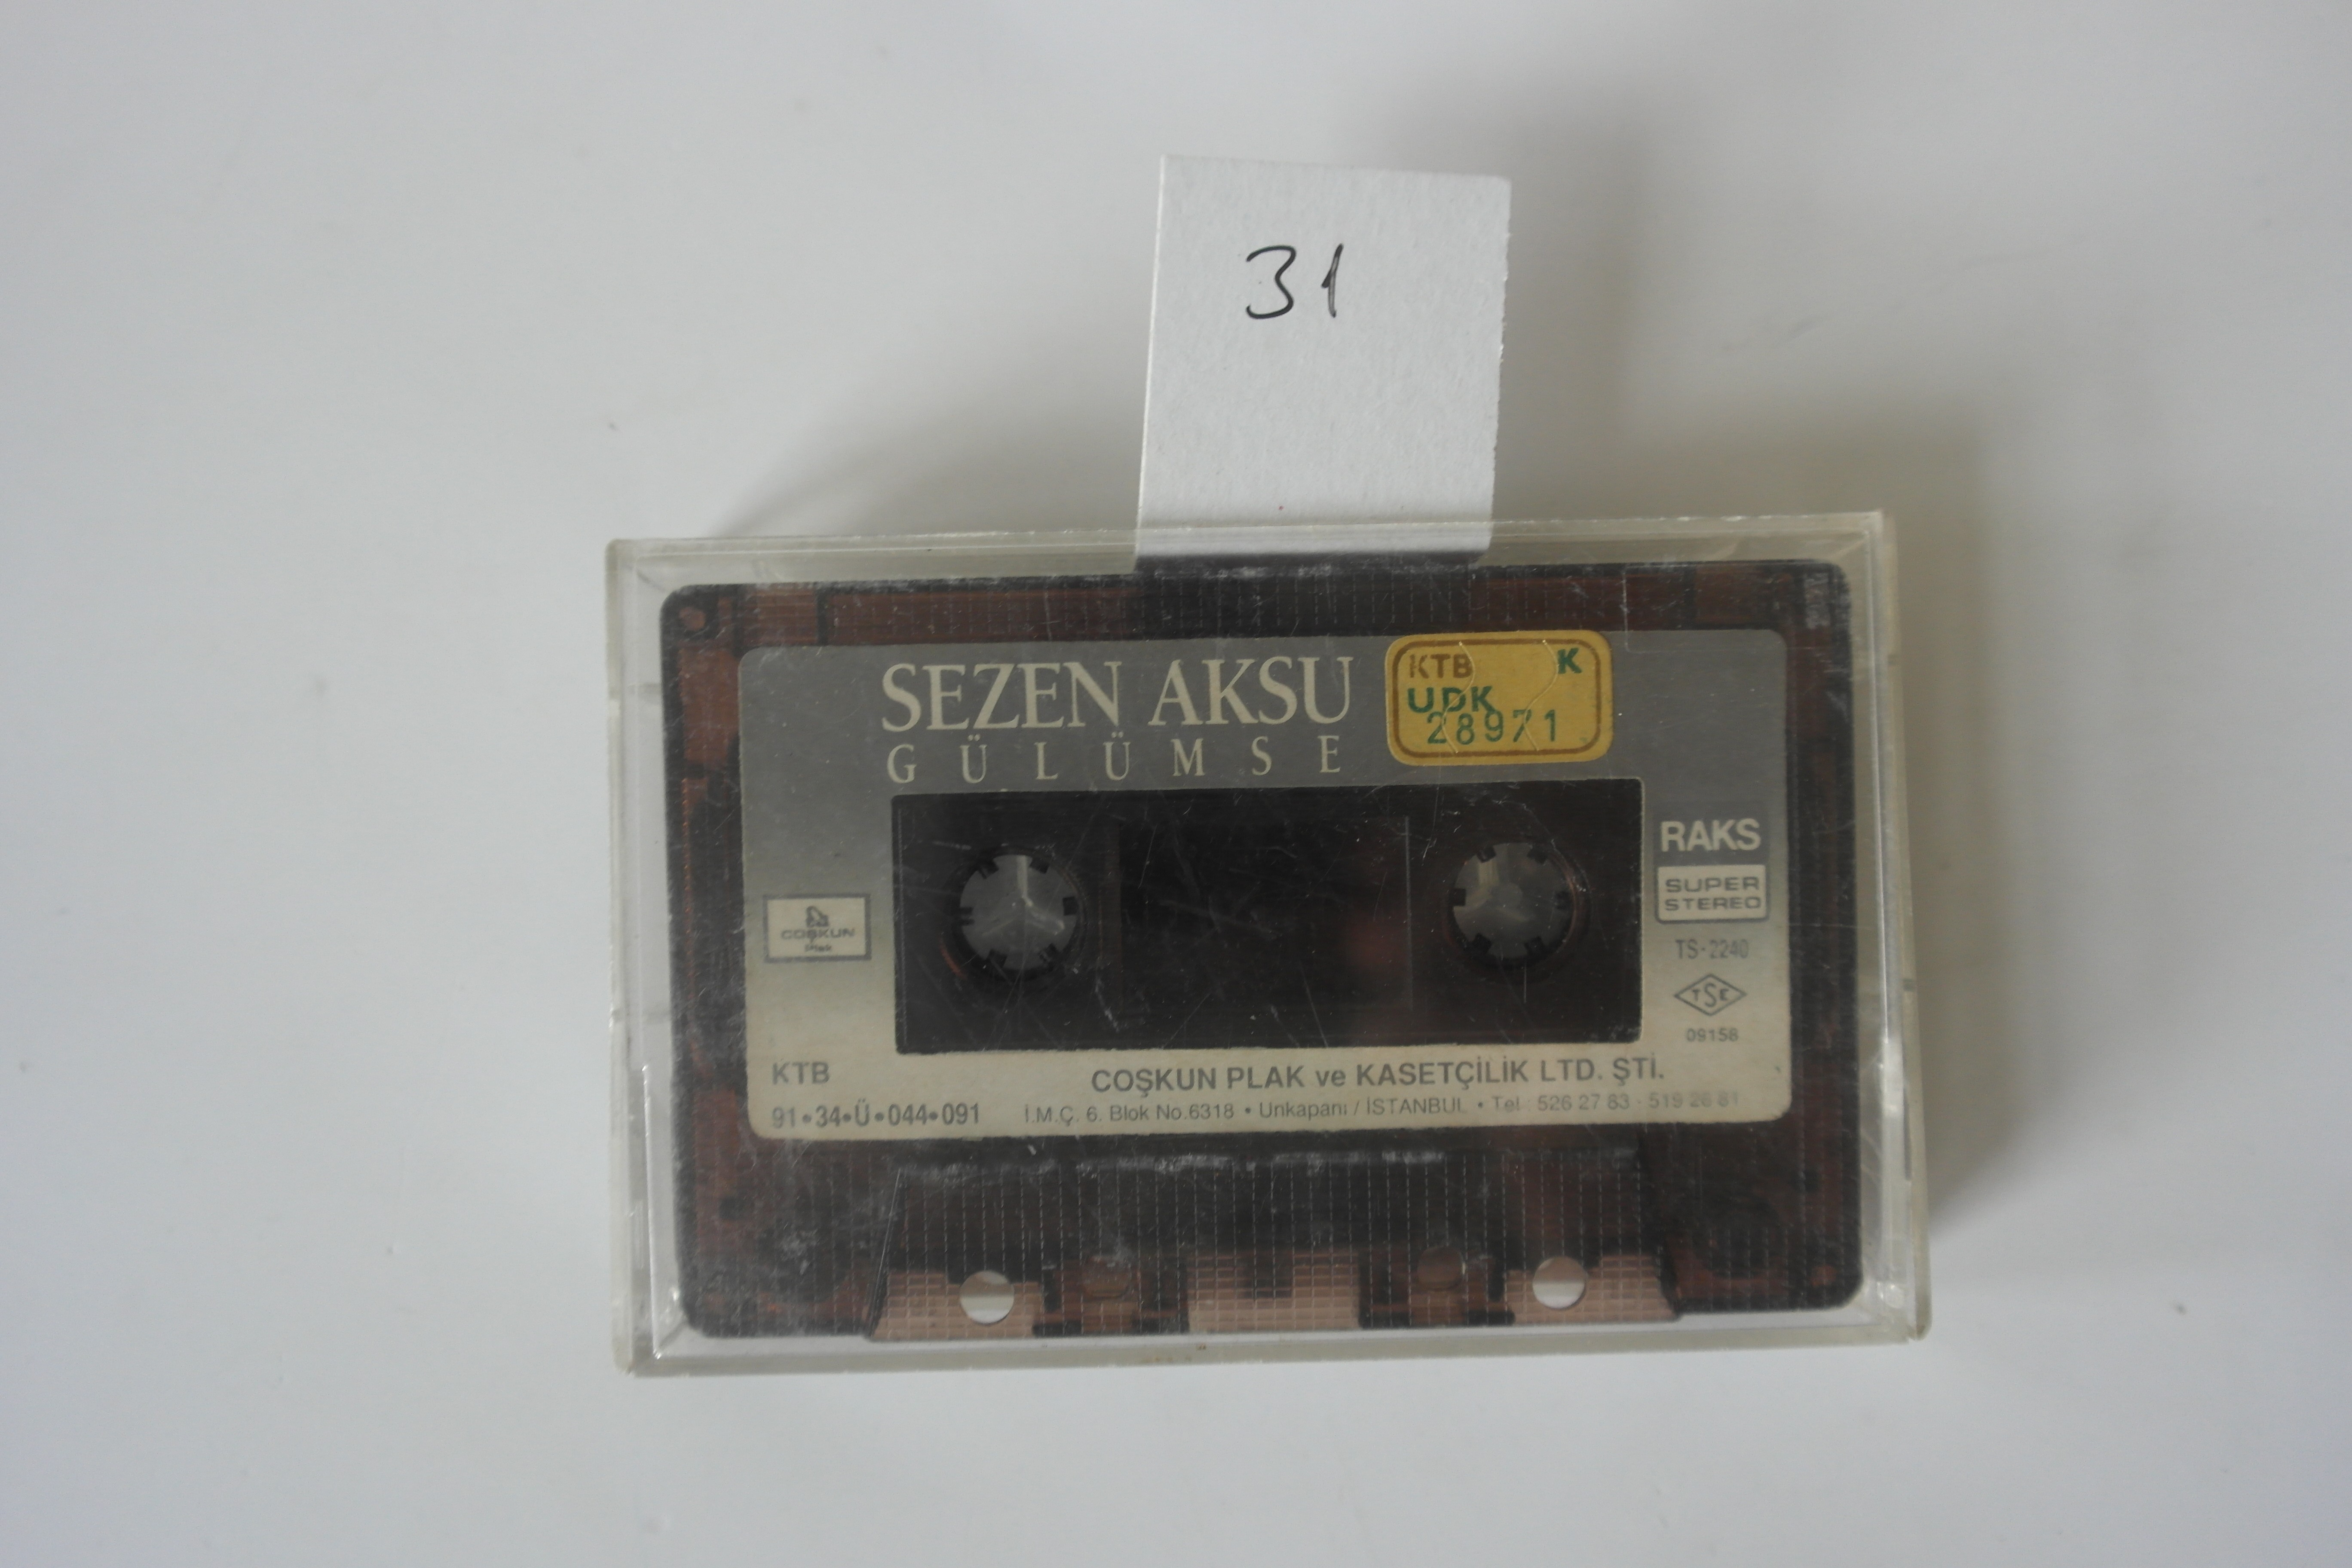 31
SEZEN AKSU
GÜLÜMSE
KTB K
UDK
28971
RAKS
SUPER
STEREO
TS-2240
TSE
09158
COŞKUN
Plak
KTB
91•34•Ü•044•091
COŞKUN PLAK ve KASETÇİLİK LTD. ŞTİ.
İ.M.Ç. 6. Blok No.6318 • Unkapanı / İSTANBUL • Tel: 526 27 83 - 519 26 81